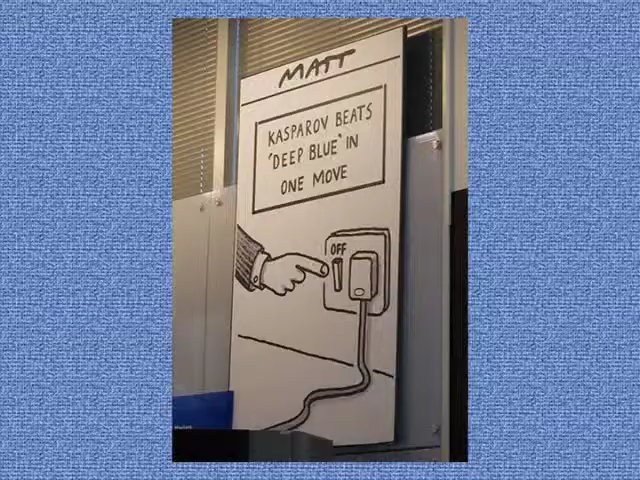 MATT
KASPAROV BEATS
'DEEP BLUE' IN
ONE MOVE
OFF